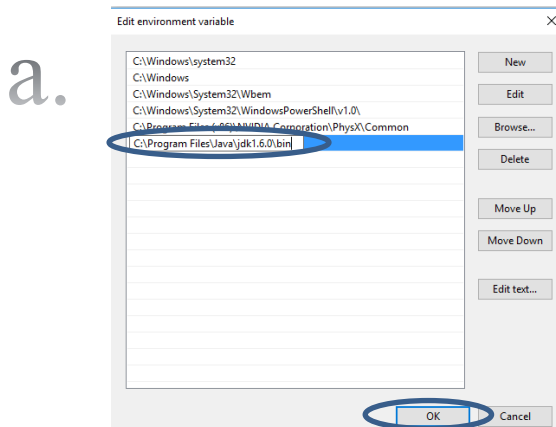 a.
Edit environment variable
C:\Windows\system32
C:\Windows
C:\Windows\System32\Wbem
C:\Windows\System32\WindowsPowerShell\v1.0\
C:\Program Files (x86)\NVIDIA Corporation\PhysX\Common
C:\Program Files\Java\jdk1.6.0\bin
New
Edit
Browse...
Delete
Move Up
Move Down
Edit text...
OK
Cancel